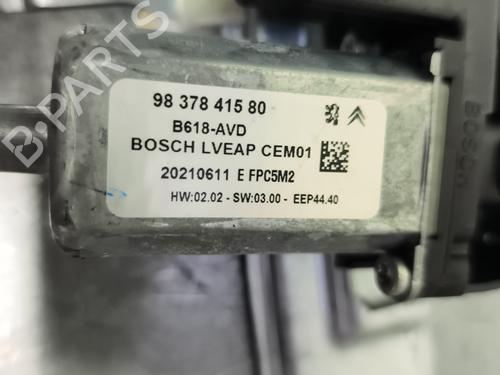 98 378 415 80
B618-AVD
BOSCH LVEAP CEM01
20210611 E FPC5M2
HW:02.02 - SW:03.00 - EEP44.40
BOSCH
B-PARTS